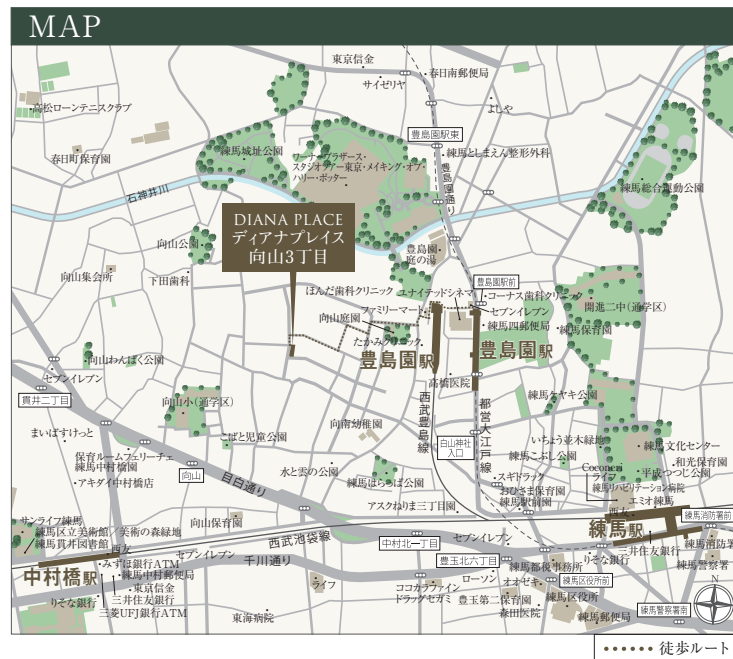 MAP
東京信金
サイゼリヤ
春日南郵便局
よしや
高松ローンテニスクラブ
豊島園駅東
練馬としまえん整形外科
春日町保育園
練馬城址公園
ワーナーブラザース・
スタジオツアー東京・メイキング・オブ・
ハリー・ポッター
豊島園通り
練馬総合運動公園
石神井川
DIANA PLACE
ディアナプレイス
向山3丁目
向山公園
豊島園
庭の湯
向山集会所
下田歯科
豊島園駅前
ほんだ歯科クリニック
ユナイテッドシネマ
コーナス歯科クリニック
ファミリーマート
セブンイレブン
開進二中(通学区)
向山庭園
練馬四郵便局
練馬保育園
たかみクリニック
豊島園駅
豊島園駅
向山わんぱく公園
セブンイレブン
高橋医院
貫井二丁目
向山小(通学区)
西武豊島線
都営大江戸線
練馬ケヤキ公園
向南幼稚園
まいばすけっと
こばと児童公園
白山神社
入口
いちょう並木緑地
練馬文化センター
練馬こぶし公園
和光保育園
保育ルームフェリーチェ
練馬中村橋園
向山
目白通り
水と雲の公園
Coconeri
ライフ
平成つつじ公園
アキダイ中村橋店
練馬はらっぱ公園
スギドラッグ
練馬リハビリテーション病院
おひさま保育園
練馬駅前園
エミオ練馬
アスクねりま三丁目園
西友
サンライフ練馬
向山保育園
練馬駅
練馬消防署前
練馬区立美術館/美術の森緑地
練馬貫井図書館
西武池袋線
中村北一丁目
セブンイレブン
三井住友銀行
練馬消防署
西友
セブンイレブン
千川通り
りそな銀行
練馬警察署
みずほ銀行ATM
豊玉北六丁目
練馬都税事務所
中村橋駅
練馬中村郵便局
東京信金
ライフ
ローソン
オオゼキ
練馬区役所前
N
りそな銀行
三井住友銀行
ココカラファイン
ドラッグセガミ
豊玉第二保育園
練馬区役所
練馬警察署南
三菱UFJ銀行ATM
東海病院
森田医院
練馬郵便局
徒歩ルート